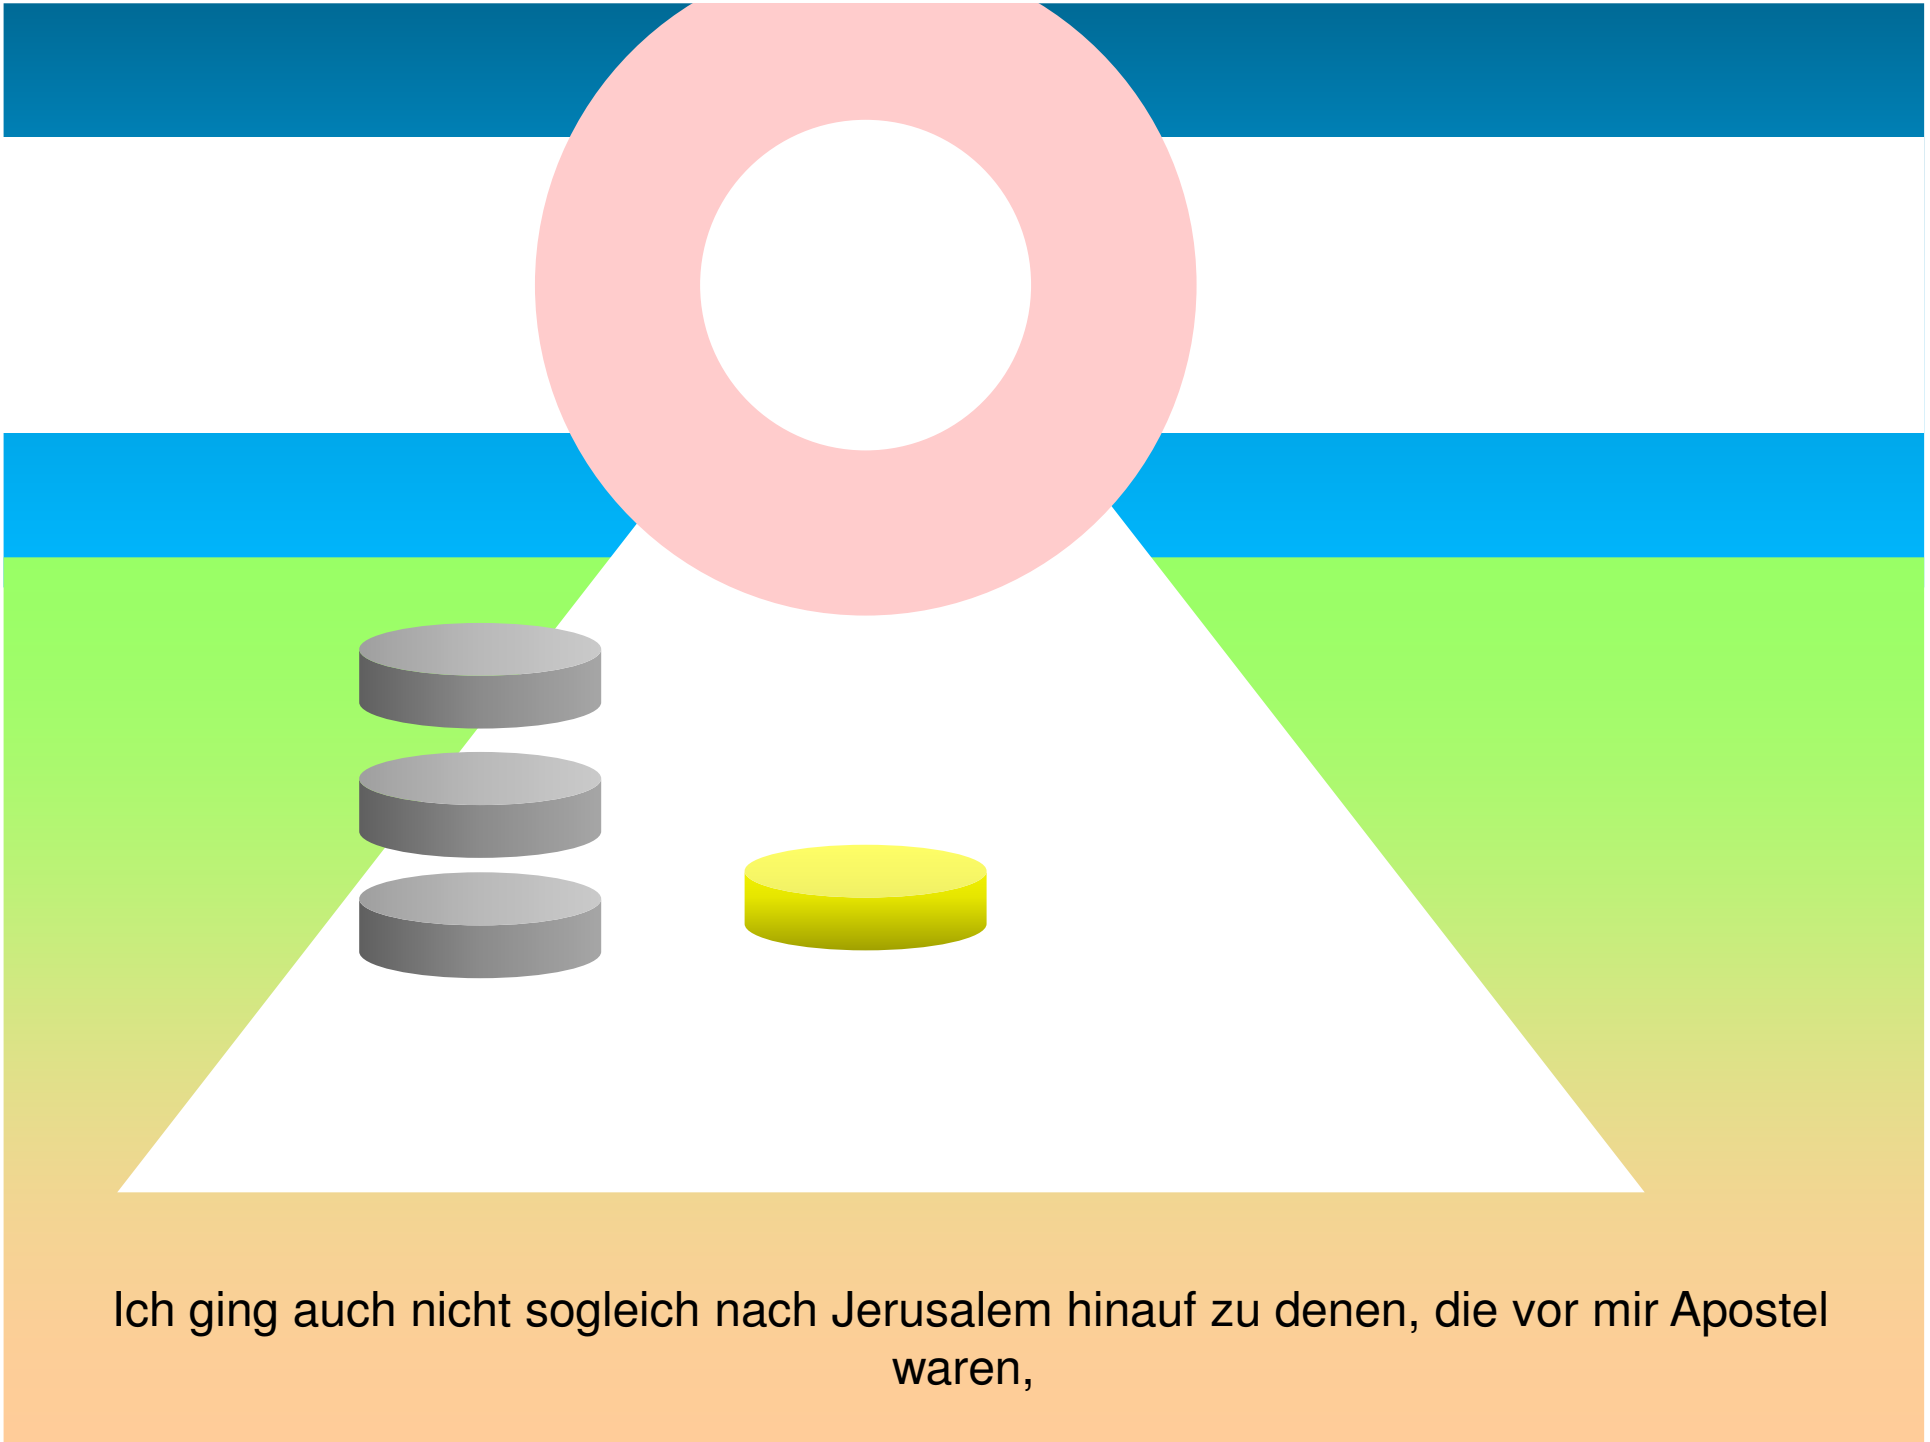 Ich ging auch nicht sogleich nach Jerusalem hinauf zu denen, die vor mir Apostel
waren,